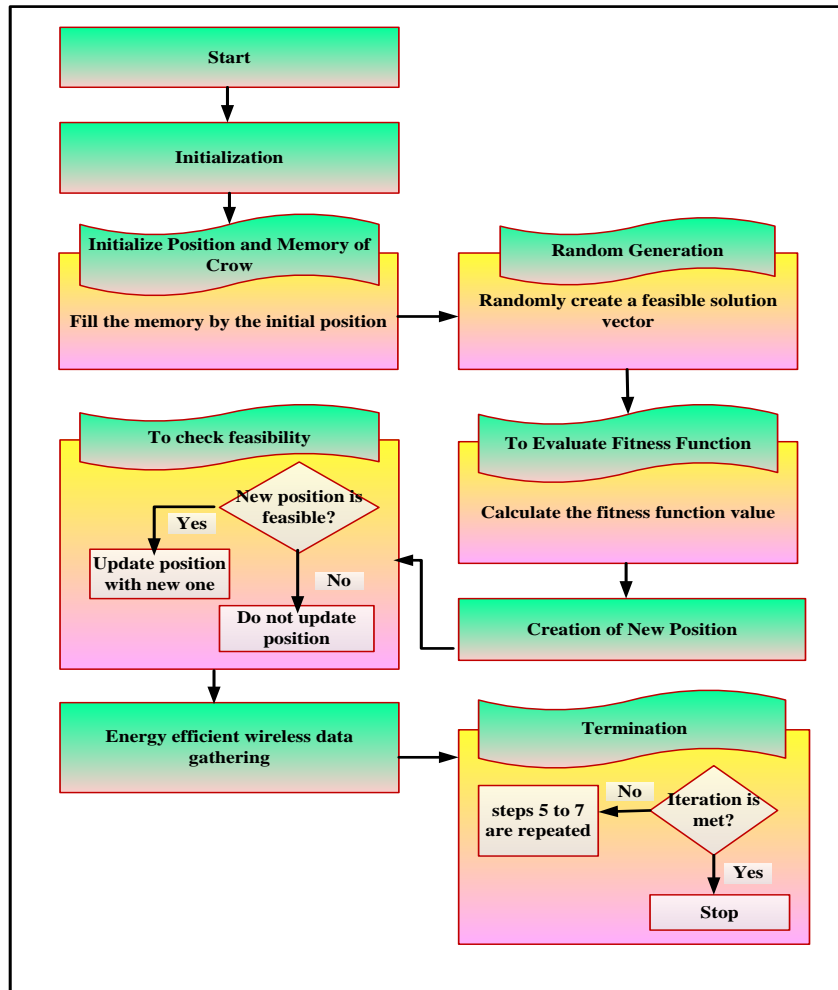 Start
Initialization
Initialize Position and Memory of
Crow
Fill the memory by the initial position
Random Generation
Randomly create a feasible solution
vector
To Evaluate Fitness Function
Calculate the fitness function value
Creation of New Position
To check feasibility
New position is
feasible?
Yes
Update position
with new one
No
Do not update
position
Energy efficient wireless data
gathering
Termination
Iteration is
met?
No
steps 5 to 7
are repeated
Yes
Stop